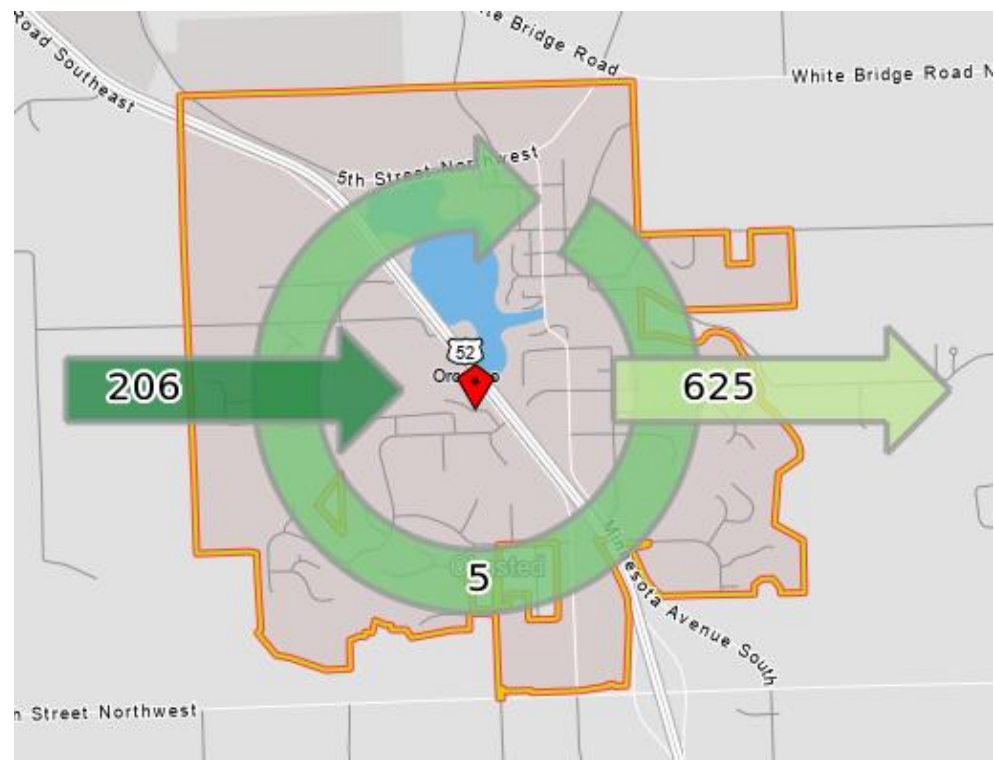 Road Southeast
te Bridge Road
White Bridge Road N
5th Street Northwest
52
206
625
5
Minnesota Avenue South
h Street Northwest